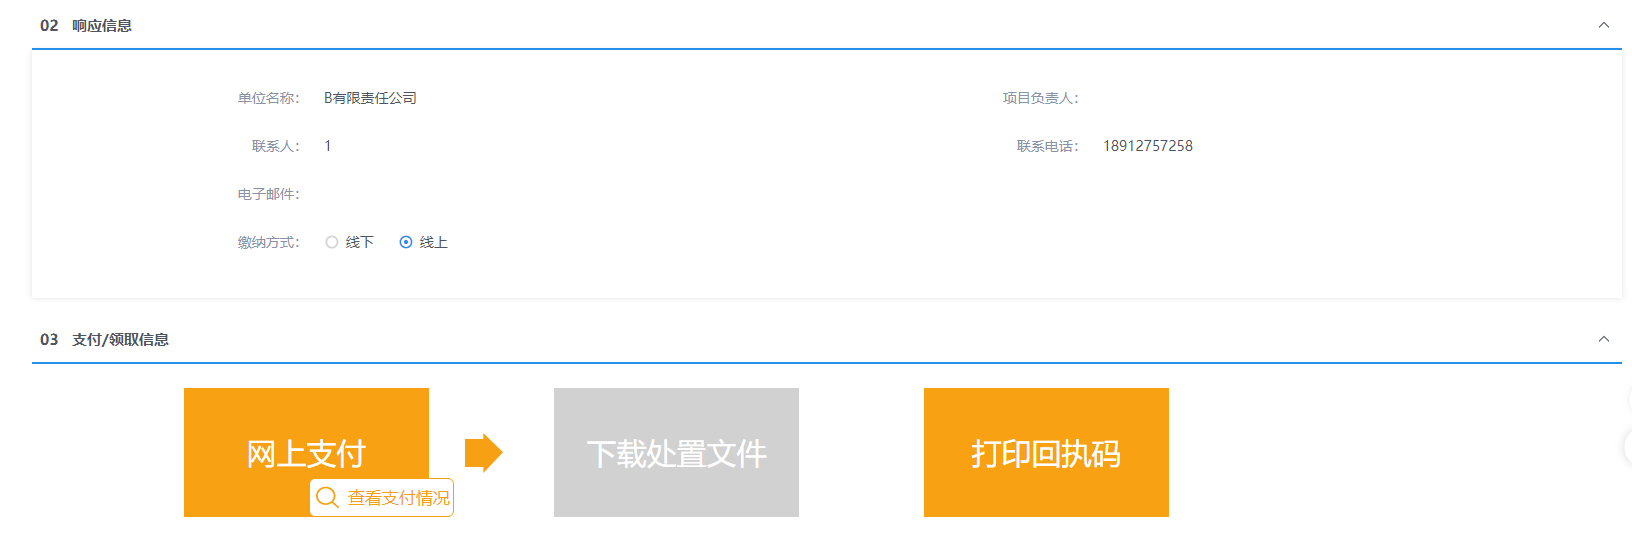 02 响应信息
单位名称: B有限责任公司 项目负责人:
联系人: 1 联系电话: 18912757258
电子邮件:
缴纳方式: 线下 线上
03 支付/领取信息
网上支付 下载处置文件 打印回执码
查看支付情况